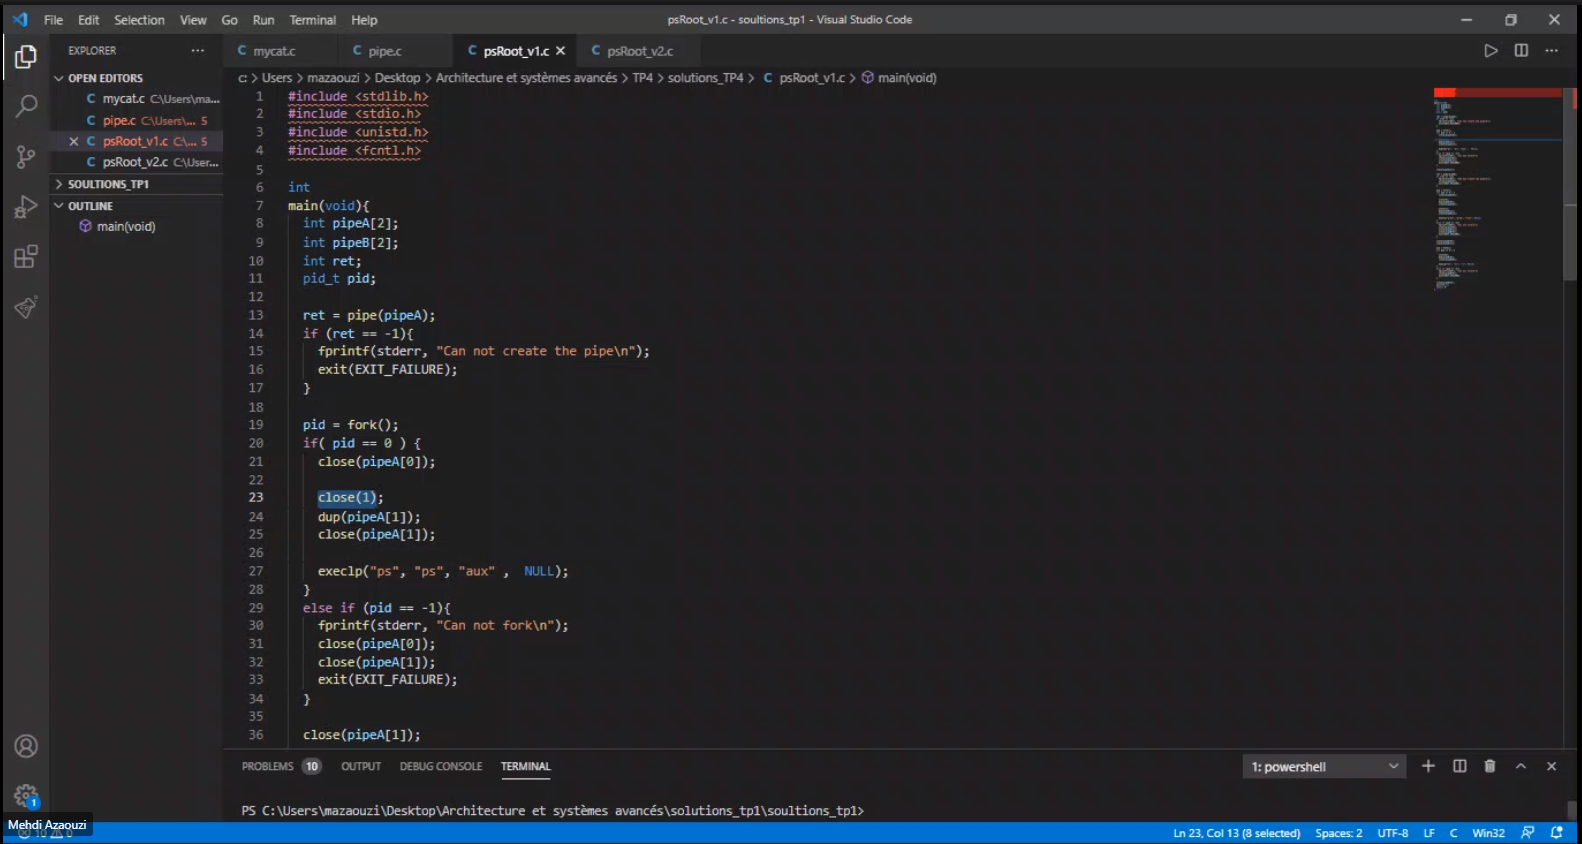 File Edit Selection View Go Run Terminal Help
psRoot_v1.c - soultions_tp1 - Visual Studio Code
EXPLORER
OPEN EDITORS
mycat.c C:\Users\ma...
pipe.c C:\Users\... 5
psRoot_v1.c C:\... 5
psRoot_v2.c C:\User...
SOULTIONS_TP1
OUTLINE
main(void)
C mycat.c C pipe.c C psRoot_v1.c C psRoot_v2.c
C: > Users > mazaouzi > Desktop > Architecture et systèmes avancés > TP4 > solutions_TP4 > C psRoot_v1.c > main(void)
1 #include <stdlib.h>
2 #include <stdio.h>
3 #include <unistd.h>
4 #include <fcntl.h>
5
6 int
7 main(void){
8 int pipeA[2];
9 int pipeB[2];
10 int ret;
11 pid_t pid;
12
13 ret = pipe(pipeA);
14 if (ret == -1){
15 fprintf(stderr, "Can not create the pipe\n");
16 exit(EXIT_FAILURE);
17 }
18
19 pid = fork();
20 if( pid == 0 ) {
21 close(pipeA[0]);
22
23 close(1);
24 dup(pipeA[1]);
25 close(pipeA[1]);
26
27 execlp("ps", "ps", "aux" , NULL);
28 }
29 else if (pid == -1){
30 fprintf(stderr, "Can not fork\n");
31 close(pipeA[0]);
32 close(pipeA[1]);
33 exit(EXIT_FAILURE);
34 }
35
36 close(pipeA[1]);
PROBLEMS 10 OUTPUT DEBUG CONSOLE TERMINAL
1: powershell
PS C:\Users\mazaouzi\Desktop\Architecture et systèmes avancés\solutions_tp1\soultions_tp1>
1
Mehdi Azaouzi
10 0
Ln 23, Col 13 (8 selected) Spaces: 2 UTF-8 LF C Win32